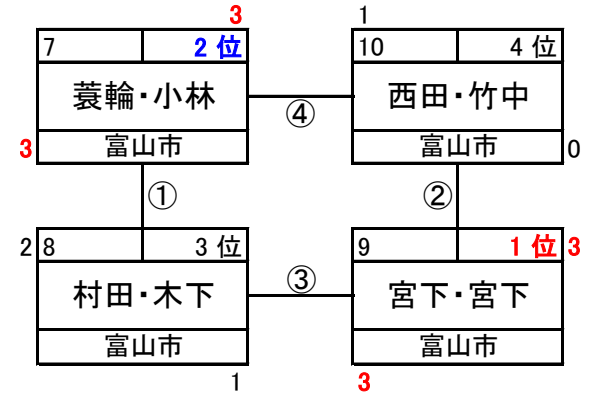 3 1
7 2 位 10 4 位
蓑輪・小林 西田・竹中
④
3 富山市 富山市 0
① ②
2 8 3 位 9 1 位 3
村田・木下 ③ 宮下・宮下
富山市 富山市
1 3